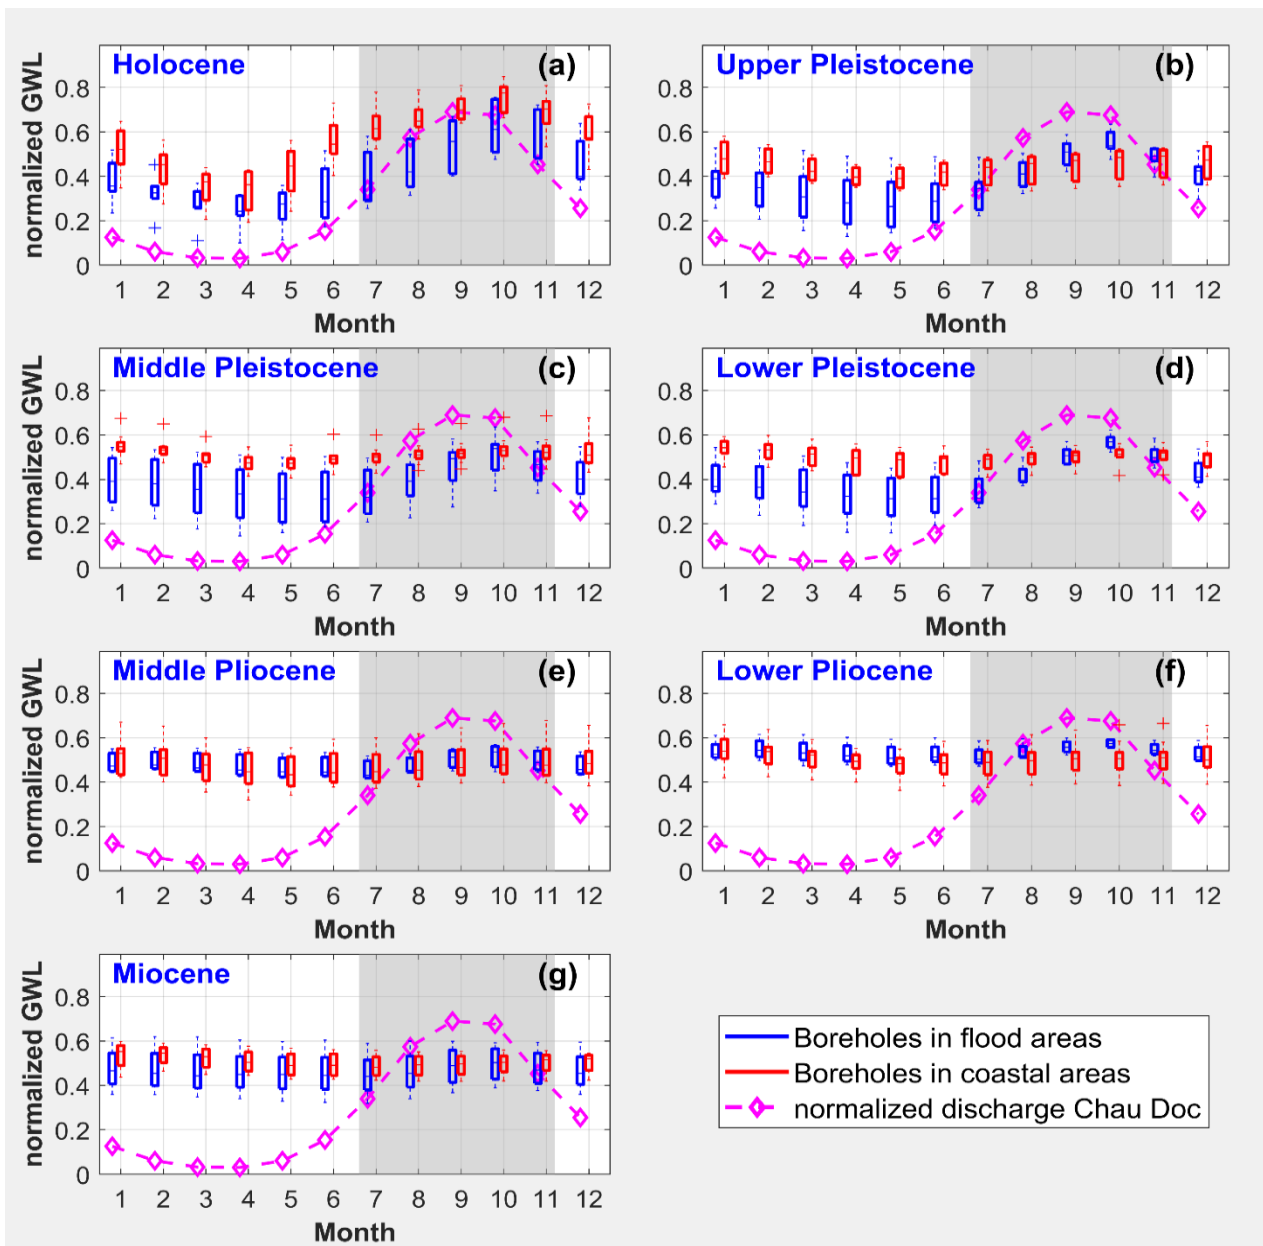 Holocene
(a)
normalized GWL
0.8
0.6
0.4
0.2
0
1 2 3 4 5 6 7 8 9 10 11 12
Month
Upper Pleistocene
(b)
0.8
0.6
0.4
0.2
0
1 2 3 4 5 6 7 8 9 10 11 12
Month
Middle Pleistocene
(c)
normalized GWL
0.8
0.6
0.4
0.2
0
1 2 3 4 5 6 7 8 9 10 11 12
Month
Lower Pleistocene
(d)
0.8
0.6
0.4
0.2
0
1 2 3 4 5 6 7 8 9 10 11 12
Month
Middle Pliocene
(e)
normalized GWL
0.8
0.6
0.4
0.2
0
1 2 3 4 5 6 7 8 9 10 11 12
Month
Lower Pliocene
(f)
0.8
0.6
0.4
0.2
0
1 2 3 4 5 6 7 8 9 10 11 12
Month
Miocene
(g)
normalized GWL
0.8
0.6
0.4
0.2
0
1 2 3 4 5 6 7 8 9 10 11 12
Month
Boreholes in flood areas
Boreholes in coastal areas
normalized discharge Chau Doc